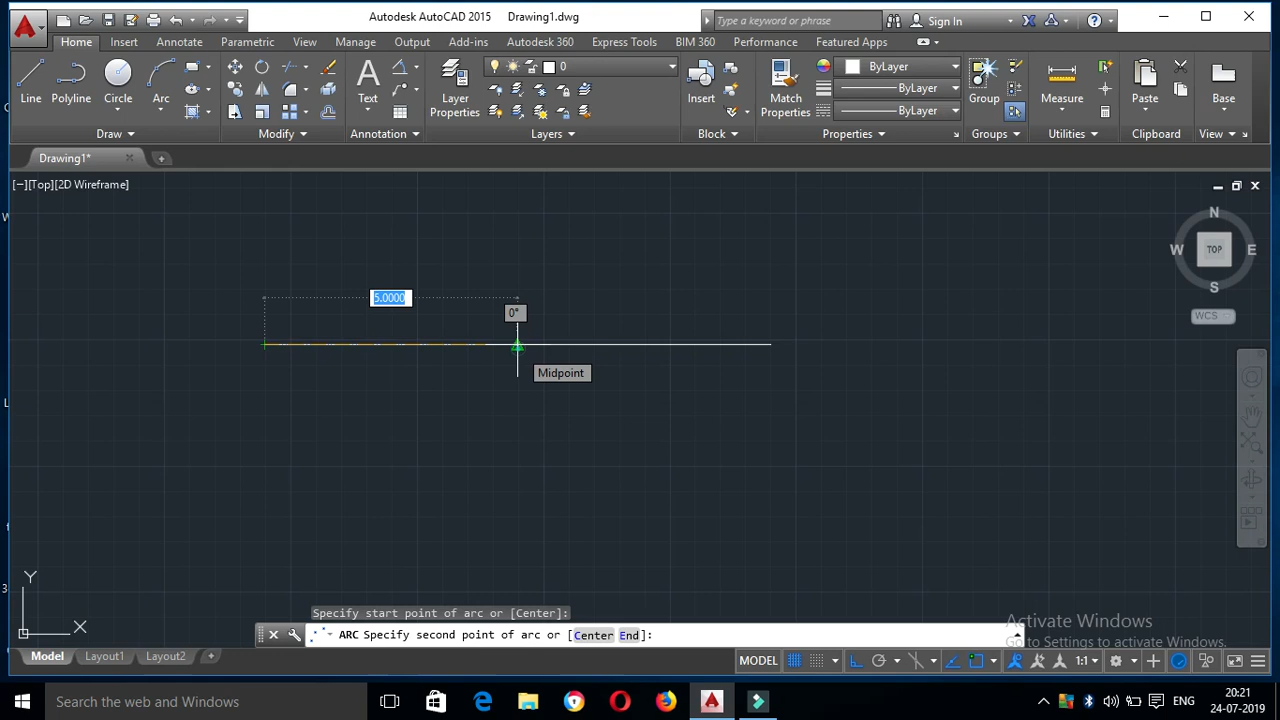 Autodesk AutoCAD 2015 Drawing1.dwg
Type a keyword or phrase
Sign In
Home Insert Annotate Parametric View Manage Output Add-ins Autodesk 360 Express Tools BIM 360 Performance Featured Apps
Line Polyline Circle Arc
Text
Layer
Properties
0
Insert
Match
Properties
ByLayer
ByLayer
ByLayer
Group
Measure
Paste
Base
Draw Modify Annotation Layers Block Properties Groups Utilities Clipboard View
Drawing1*
[−][Top][2D Wireframe]
N
W TOP E
S
WCS
5.0000
0°
Midpoint
Y
X
Specify start point of arc or [Center]:
ARC Specify second point of arc or [Center End]:
Activate Windows
Go to Settings to activate Windows.
Model Layout1 Layout2
MODEL 1:1
Search the web and Windows
ENG
20:21
24-07-2019